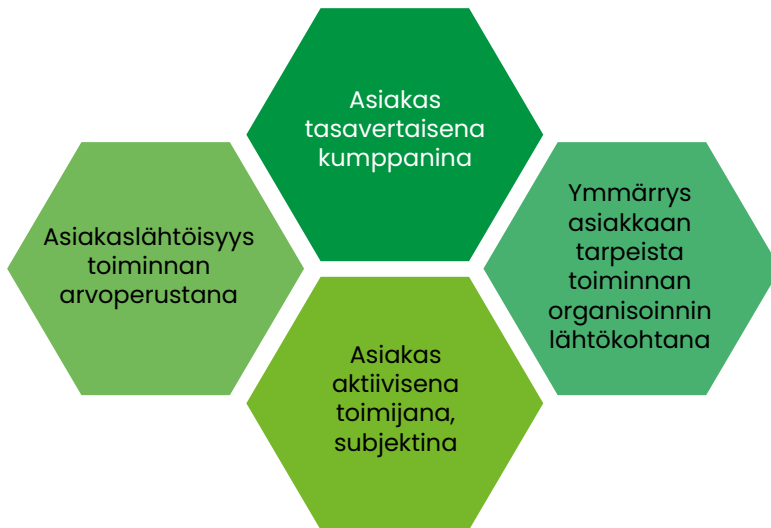 Asiakas
tasavertaisena
kumppanina
Asiakaslähtöisyys
toiminnan
arvoperustana
Ymmärrys
asiakkaan
tarpeista
toiminnan
organisoinnin
lähtökohtana
Asiakas
aktiivisena
toimijana,
subjektina